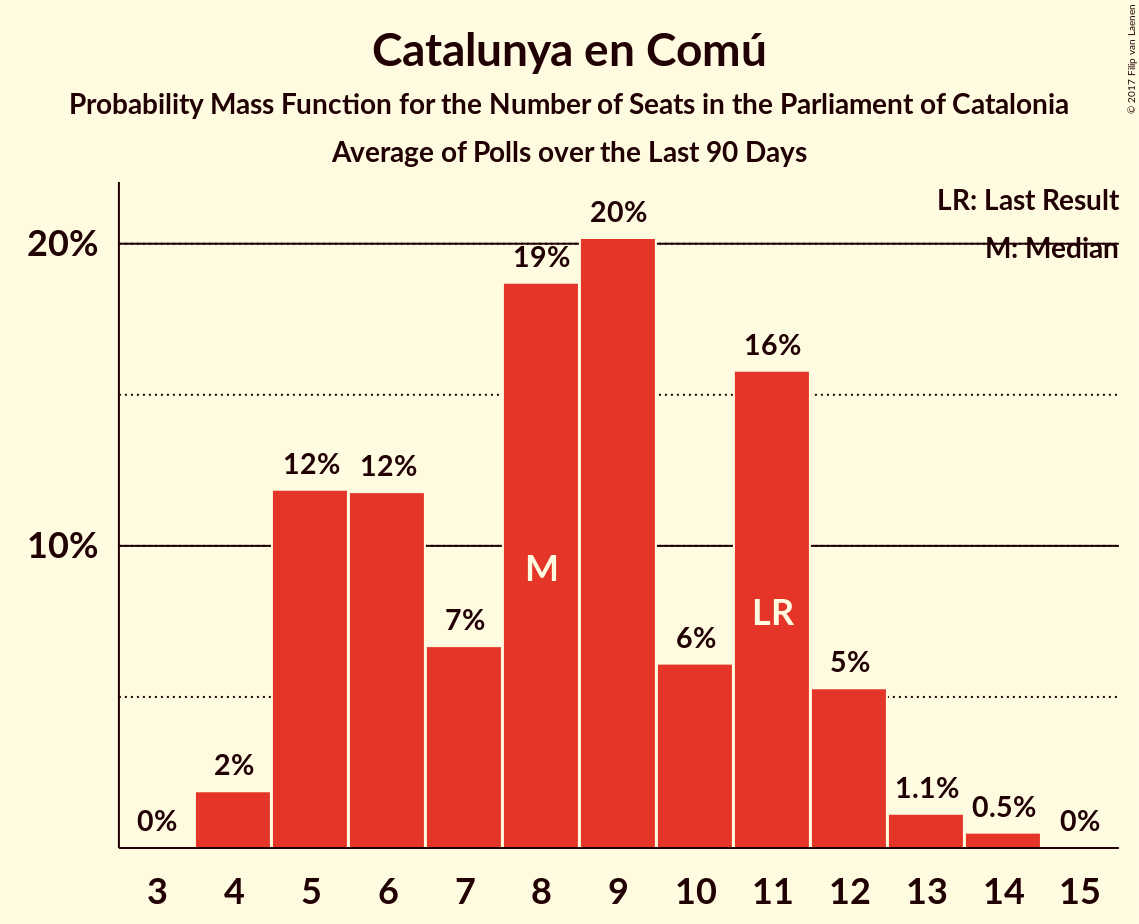 Catalunya en Comú
Probability Mass Function for the Number of Seats in the Parliament of Catalonia
Average of Polls over the Last 90 Days
© 2017 Filip van Laenen
LR: Last Result
M: Median
20%
10%
0%
2%
12%
12%
7%
19%
20%
6%
16%
5%
1.1%
0.5%
0%
M
LR
3 4 5 6 7 8 9 10 11 12 13 14 15